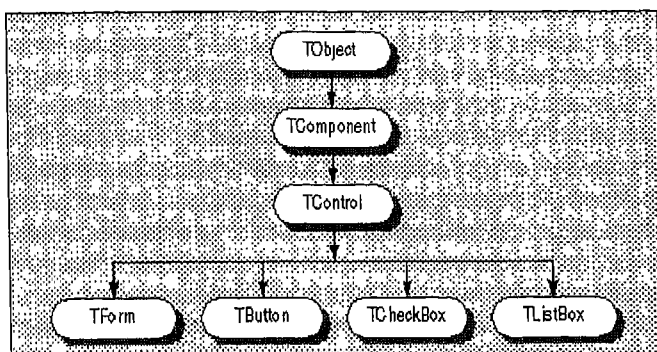 TObject
TComponent
TControl
TForm
TButton
TCheckBox
TListBox